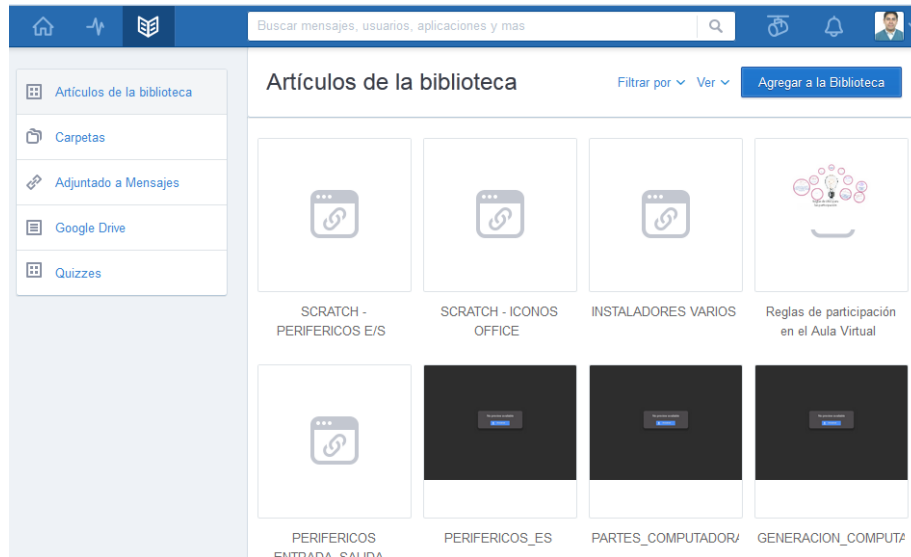 Buscar mensajes, usuarios, aplicaciones y mas
Artículos de la biblioteca
Carpetas
Adjuntado a Mensajes
Google Drive
Quizzes
Artículos de la biblioteca
Filtrar por
Ver
Agregar a la Biblioteca
SCRATCH -
PERIFERICOS E/S
SCRATCH - ICONOS
OFFICE
INSTALADORES VARIOS
Reglas de participación
en el Aula Virtual
PERIFERICOS
ENTRADA, SALIDA
PERIFERICOS_ES
PARTES_COMPUTADOR
GENERACION_COMPUTA